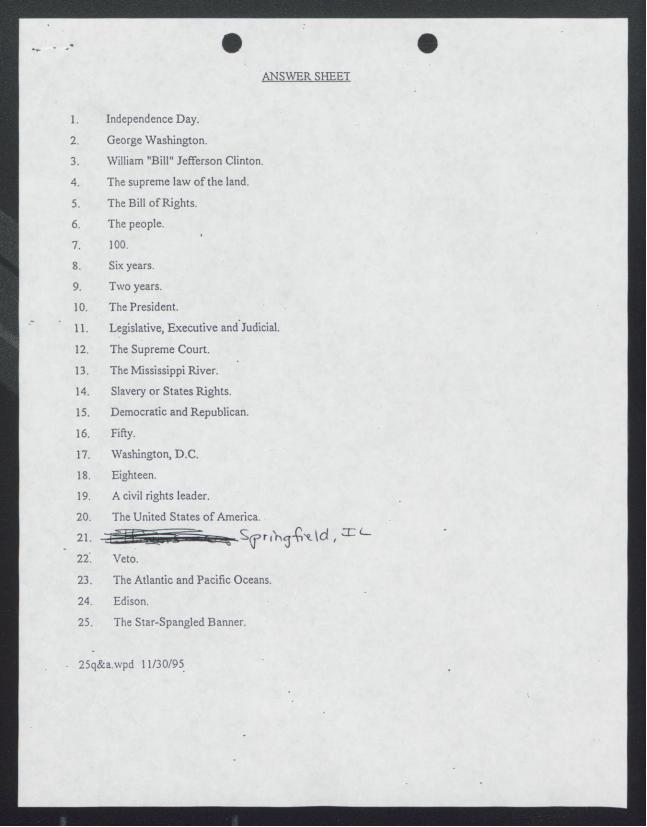 ANSWER SHEET
1. Independence Day.
2. George Washington.
3. William "Bill" Jefferson Clinton.
4. The supreme law of the land.
5. The Bill of Rights.
6. The people.
7. 100.
8. Six years.
9. Two years.
10. The President.
11. Legislative, Executive and Judicial.
12. The Supreme Court.
13. The Mississippi River.
14. Slavery or States Rights.
15. Democratic and Republican.
16. Fifty.
17. Washington, D.C.
18. Eighteen.
19. A civil rights leader.
20. The United States of America.
21. Springfield, IL
22. Veto.
23. The Atlantic and Pacific Oceans.
24. Edison.
25. The Star-Spangled Banner.
25q&a.wpd 11/30/95